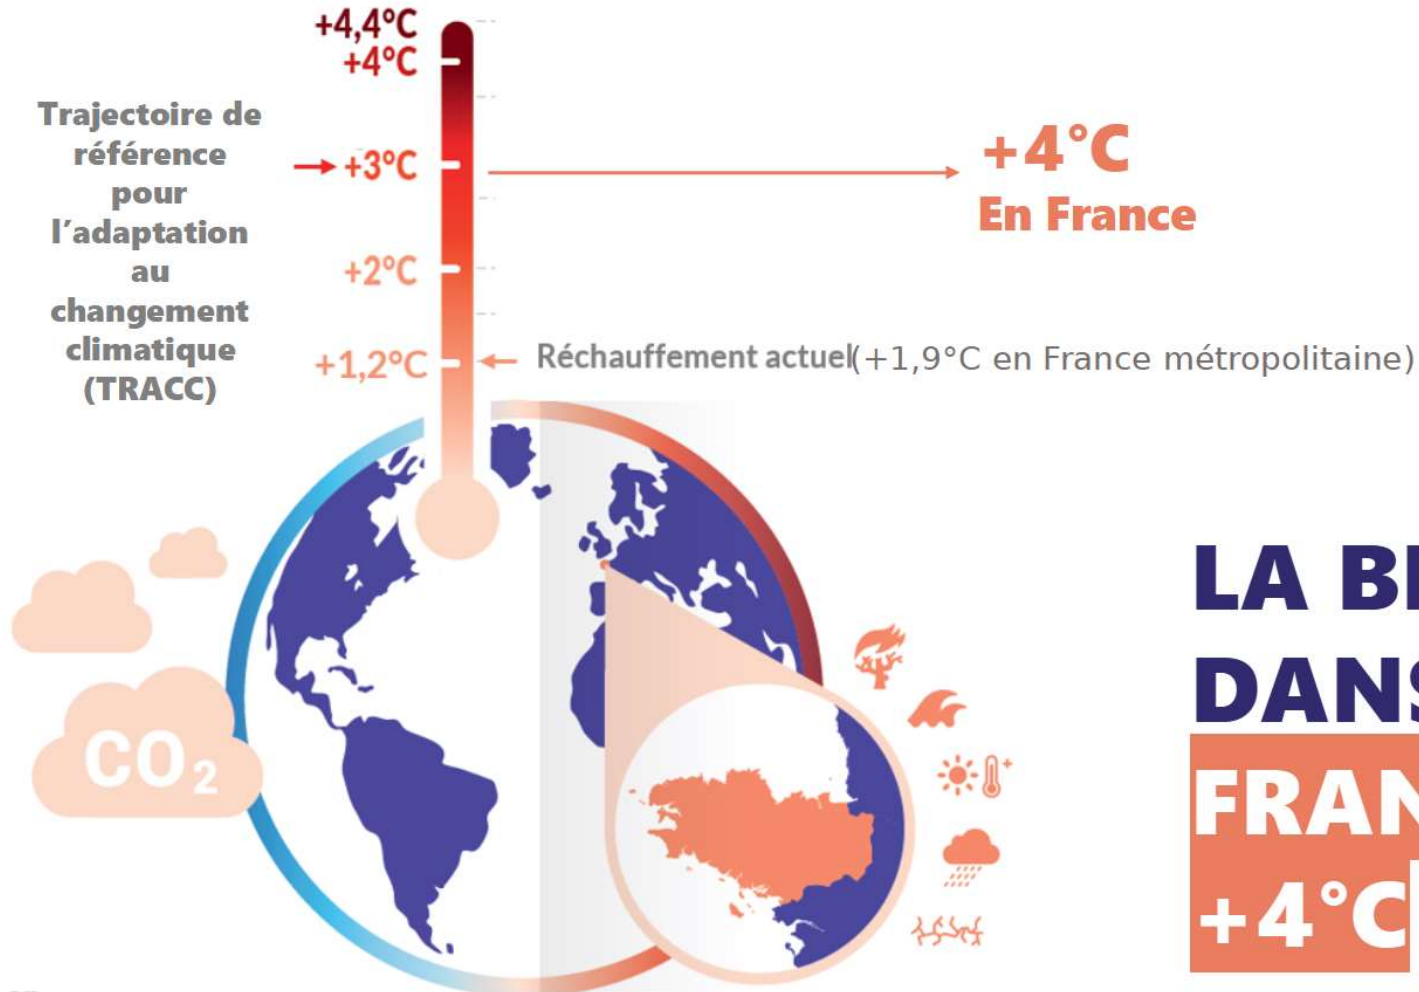 +4,4°C
+4°C
Trajectoire de
référence
pour
l'adaptation
au
changement
climatique
(TRACC)
+3°C
+4°C
En France
+2°C
+1,2°C
Réchauffement actuel (+1,9°C en France métropolitaine)
CO₂
LA
DANS
FRAN
+4°C